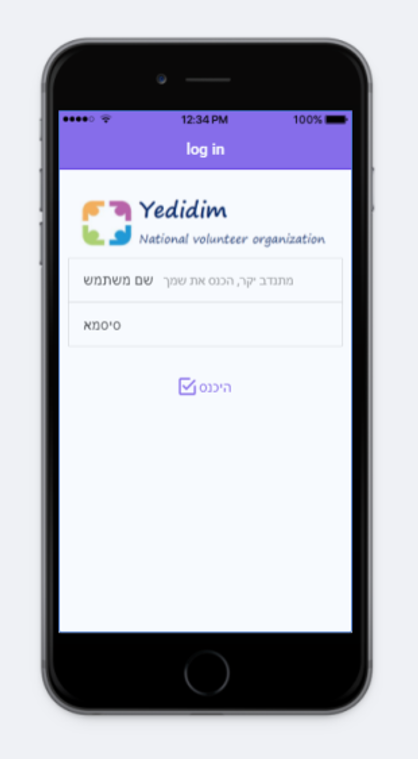 12:34 PM 100%
log in
Yedidim
National volunteer organization
שם משתמש מתנדב יקר, הכנס את שמך
סיסמא
היכנס